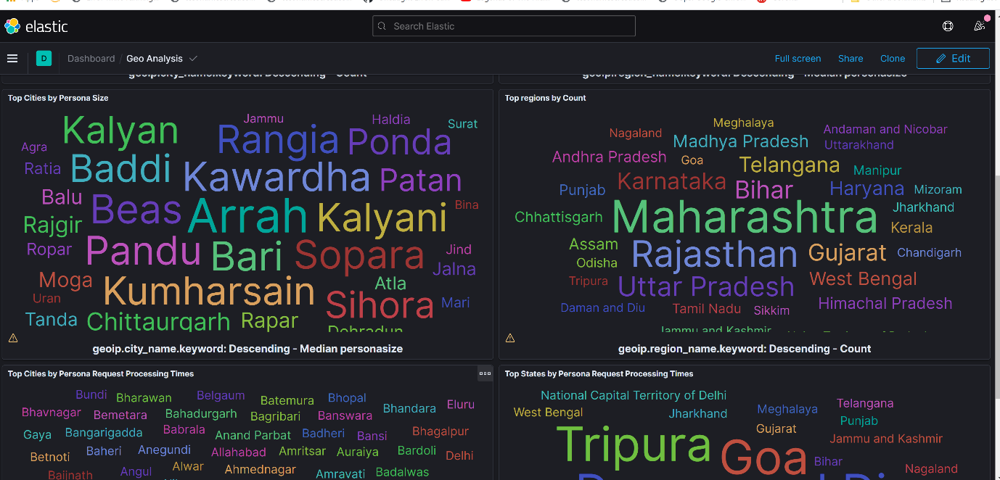 elastic
Search Elastic
D
Dashboard / Geo Analysis
Full screen
Share
Clone
Edit
geoip.city_name.keyword: Descending - Count
geoip.region_name.keyword: Descending - Median personasize
Top Cities by Persona Size
Jammu
Haldia
Surat
Kalyan
Rangia
Ponda
Agra
Ratia
Baddi
Kawardha
Patan
Balu
Beas
Arrah
Kalyani
Bina
Rajgir
Ropar
Pandu
Bari
Sopara
Jind
Jalna
Moga
Uran
Kumharsain
Atla
Mari
Sihora
Tanda
Chittaurgarh
Rapar
Dehradun
geoip.city_name.keyword: Descending - Median personasize
Top regions by Count
Meghalaya
Nagaland
Madhya Pradesh
Andaman and Nicobar
Uttarakhand
Andhra Pradesh
Goa
Telangana
Manipur
Karnataka
Punjab
Bihar
Haryana
Mizoram
Chhattisgarh
Maharashtra
Jharkhand
Kerala
Assam
Odisha
Rajasthan
Gujarat
Chandigarh
Tripura
Uttar Pradesh
West Bengal
Daman and Diu
Tamil Nadu
Sikkim
Himachal Pradesh
Jammu and Kashmir
geoip.region_name.keyword: Descending - Count
Top Cities by Persona Request Processing Times
Bundi
Bharawan
Belgaum
Batemura
Bhopal
Bhandara
Eluru
Bhavnagar
Bemetara
Bahadurgarh
Bagribari
Banswara
Gaya
Bangarigadda
Babrala
Anand Parbat
Badheri
Bansi
Bhagalpur
Betnoti
Baheri
Anegundi
Allahabad
Amritsar
Auraiya
Bardoli
Delhi
Baijnath
Angul
Alwar
Ahmednagar
Amravati
Badalwas
Top States by Persona Request Processing Times
National Capital Territory of Delhi
West Bengal
Jharkhand
Meghalaya
Telangana
Punjab
Gujarat
Jammu and Kashmir
Tripura
Goa
Bihar
Nagaland